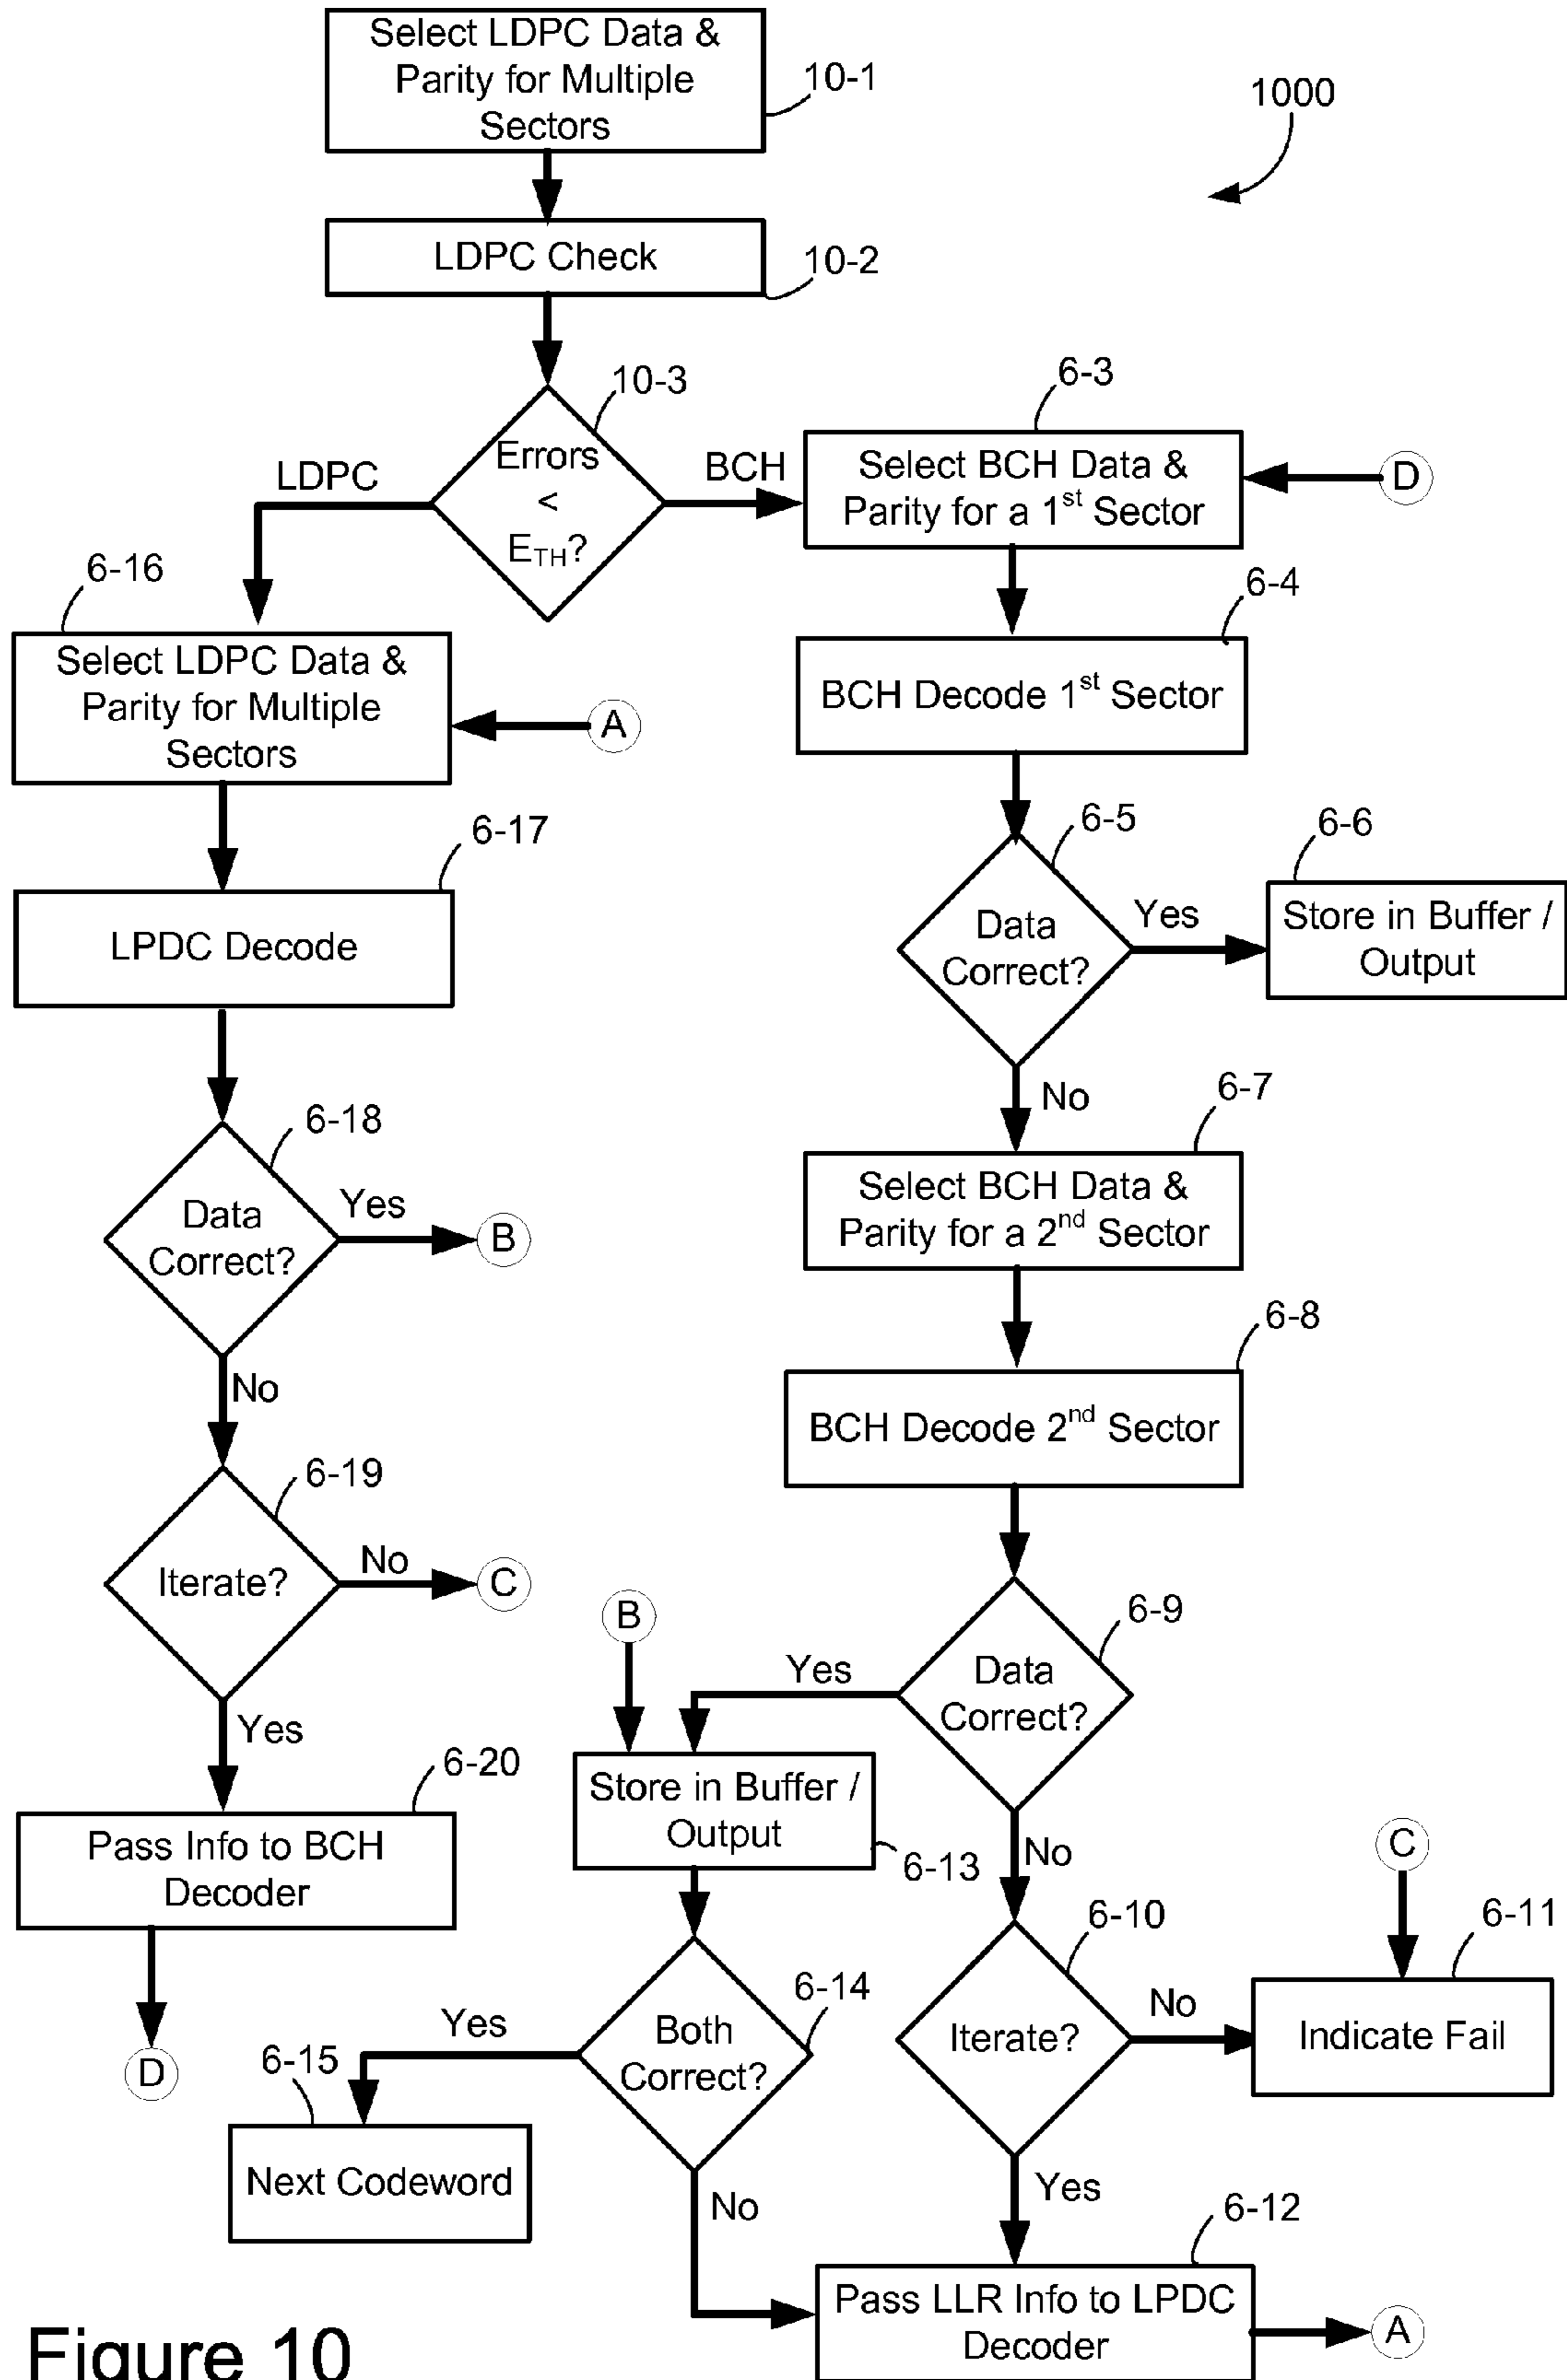 Select LDPC Data &
Parity for Multiple
Sectors
10-1
1000
LDPC Check
10-2
10-3
Errors
<
E_TH?
LDPC
BCH
6-3
Select BCH Data &
Parity for a 1st Sector
D
6-16
Select LDPC Data &
Parity for Multiple
Sectors
A
6-4
BCH Decode 1st Sector
6-17
LPDC Decode
6-5
Data
Correct?
Yes
6-6
Store in Buffer /
Output
No
6-18
Data
Correct?
Yes
B
No
6-7
Select BCH Data &
Parity for a 2nd Sector
6-8
BCH Decode 2nd Sector
6-19
Iterate?
No
C
Yes
6-9
Data
Correct?
Yes
B
No
6-20
Pass Info to BCH
Decoder
D
Store in Buffer /
Output
6-13
6-10
Iterate?
No
C
6-11
Indicate Fail
Yes
6-14
Both
Correct?
Yes
6-15
Next Codeword
No
6-12
Pass LLR Info to LPDC
Decoder
A
Figure 10